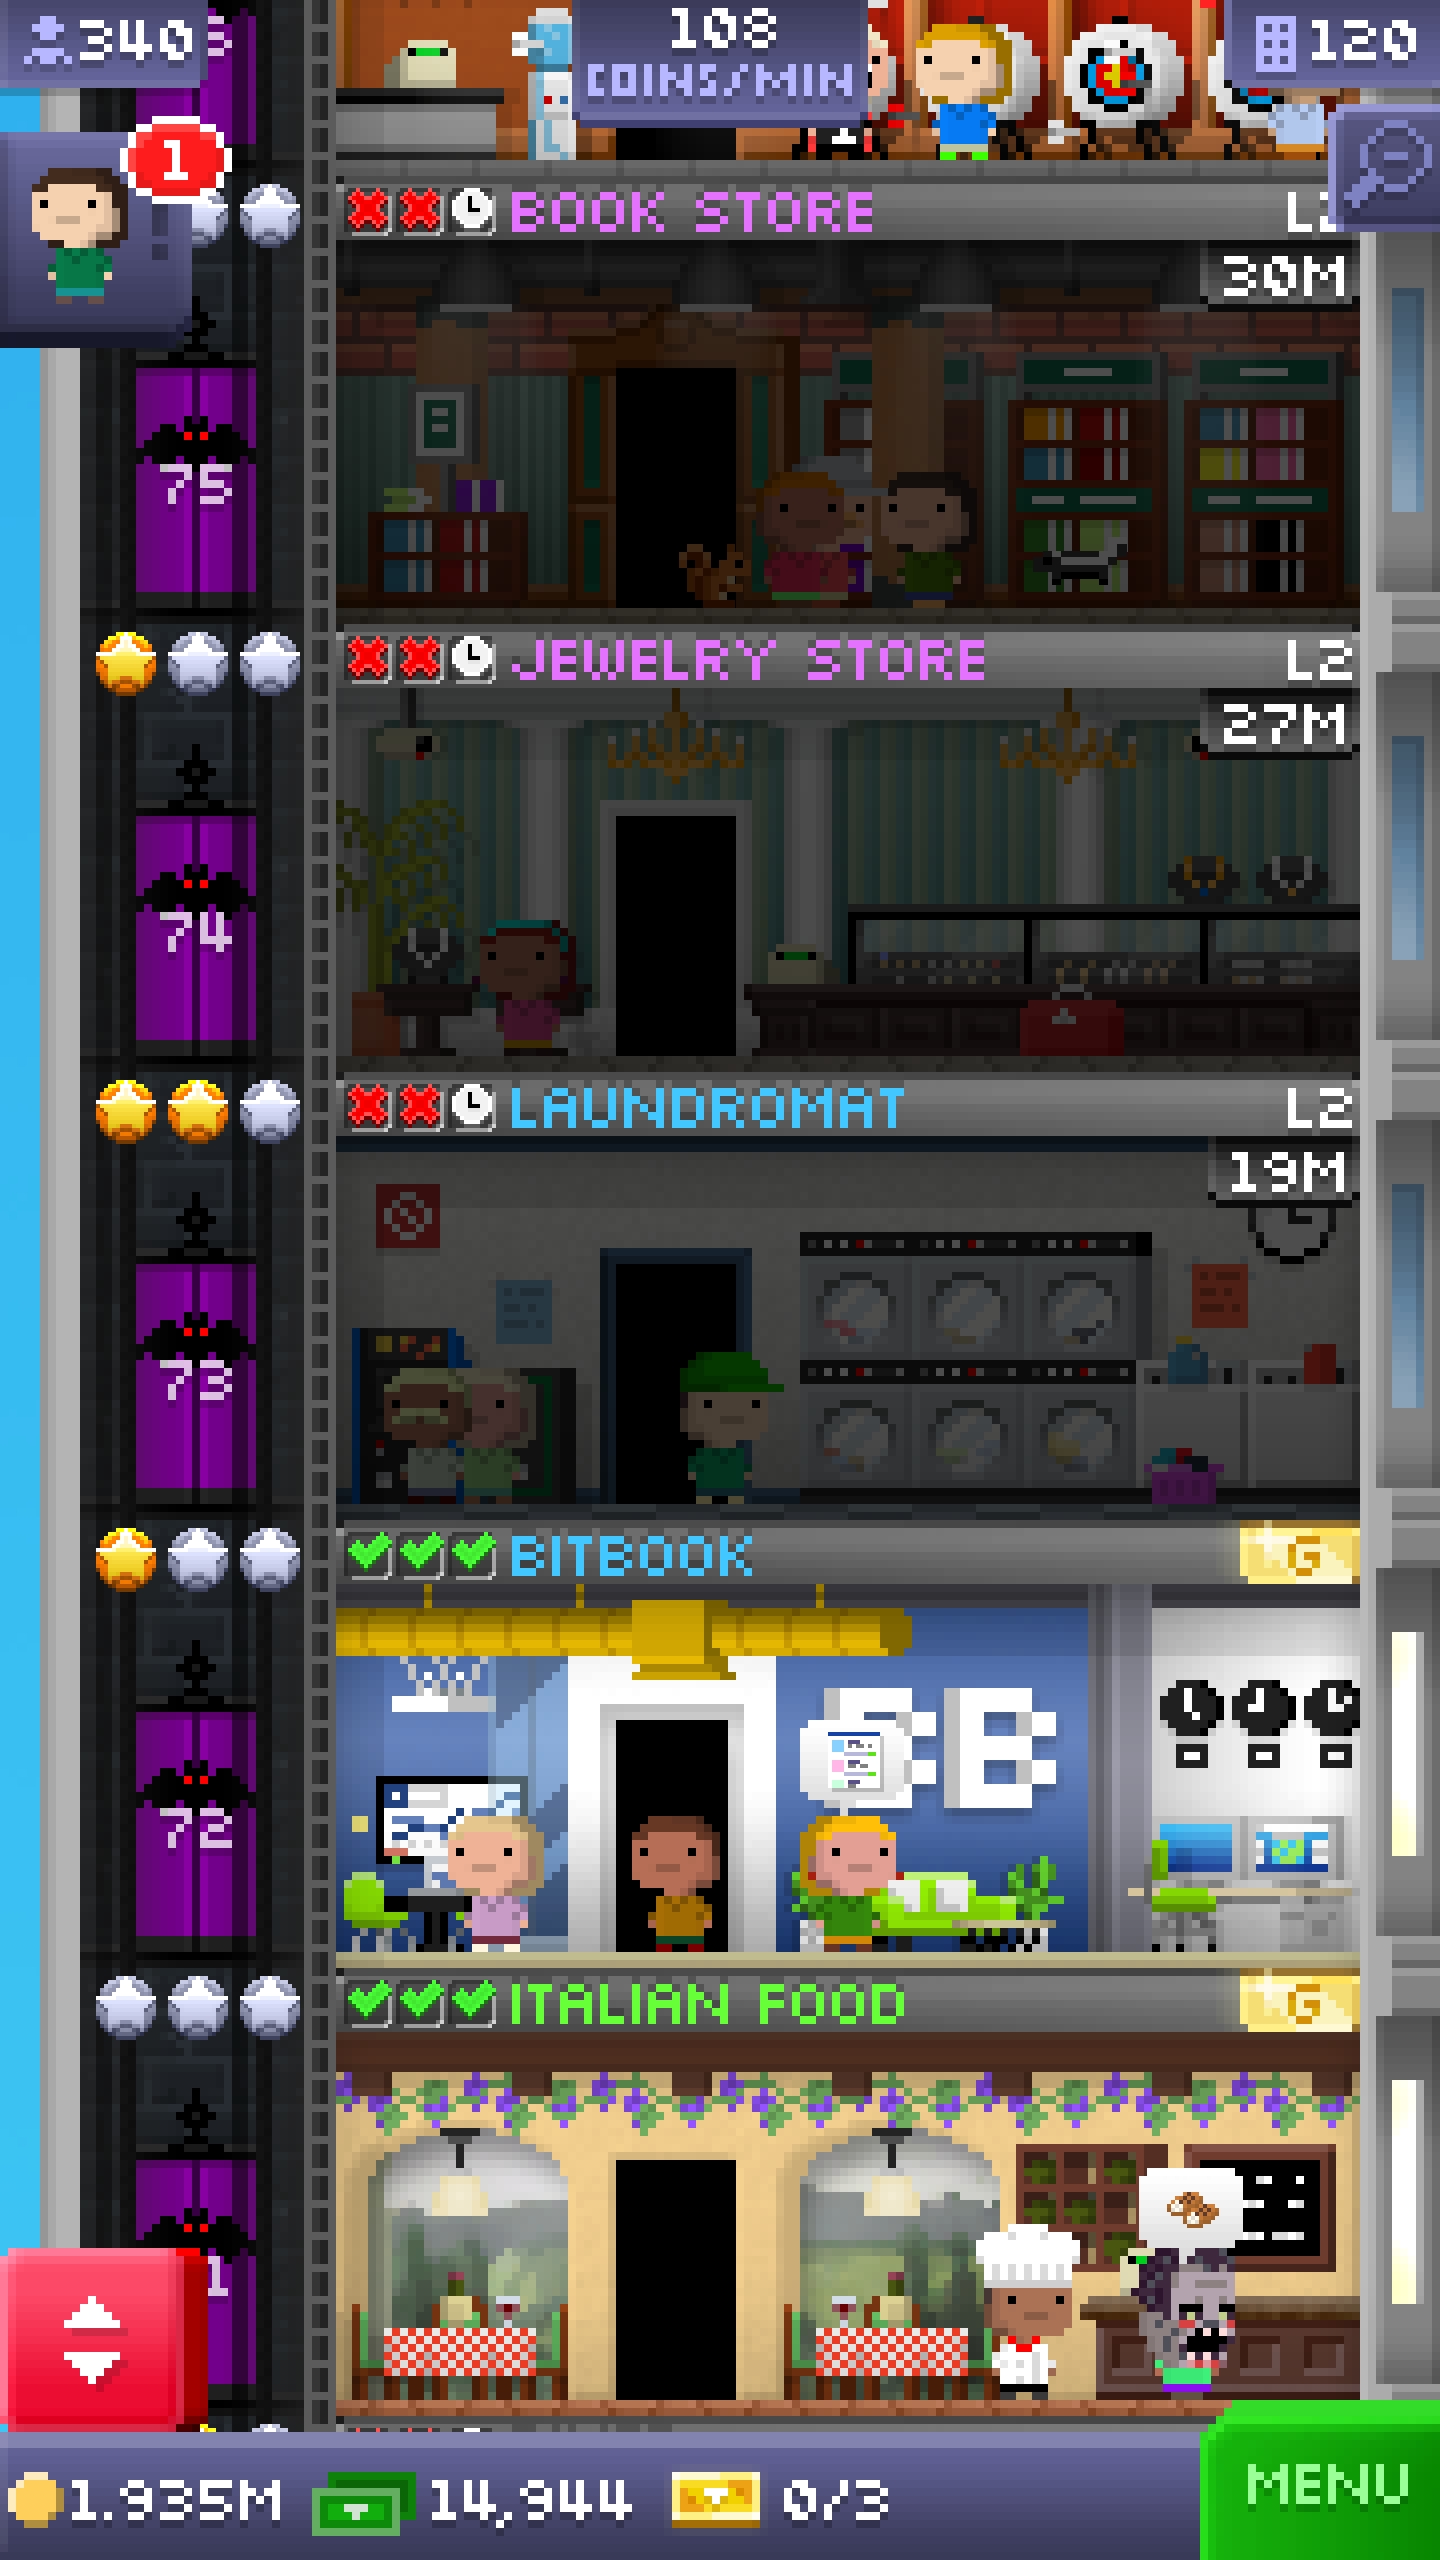 340
108
COINS/MIN
120
1
BOOK STORE
30M
75
JEWELRY STORE L2
27M
74
LAUNDROMAT L2
19M
73
BITBOOK G
BB
72
ITALIAN FOOD G
1.935M 14,944 0/3
MENU